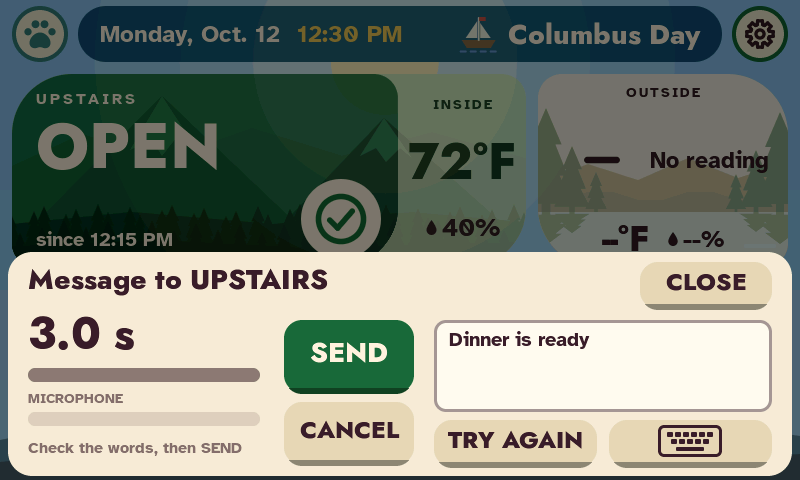 Monday, Oct. 12 12:30 PM Columbus Day
UPSTAIRS
OPEN
since 12:15 PM
INSIDE
72°F
40%
OUTSIDE
No reading
--°F --%
Message to UPSTAIRS
CLOSE
3.0 s
MICROPHONE
Check the words, then SEND
SEND
CANCEL
Dinner is ready
TRY AGAIN